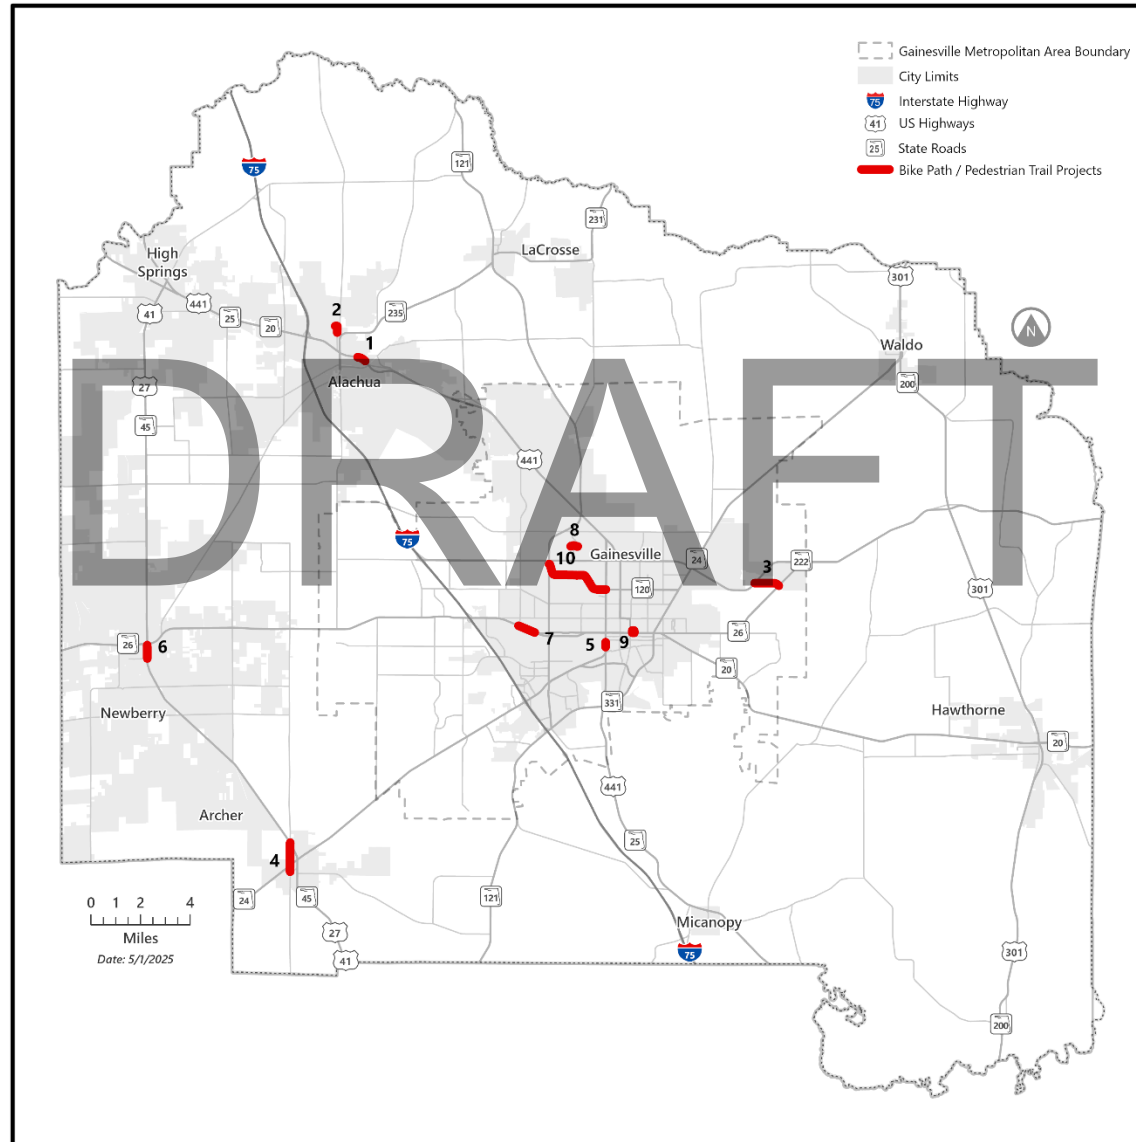 Gainesville Metropolitan Area Boundary
City Limits
75 Interstate Highway
41 US Highways
25 State Roads
Bike Path / Pedestrian Trail Projects
75
121
231
LaCrosse
High
Springs
301
441
41
25
20
2
235
1
N
Waldo
Alachua
27
200
45
DRAFT
441
75
8
Gainesville
10
24
222
3
120
301
26
6
7
5
9
26
20
331
Newberry
Hawthorne
20
441
Archer
25
4
24
45
121
27
41
Micanopy
75
301
200
0 1 2 4
Miles
Date: 5/1/2025